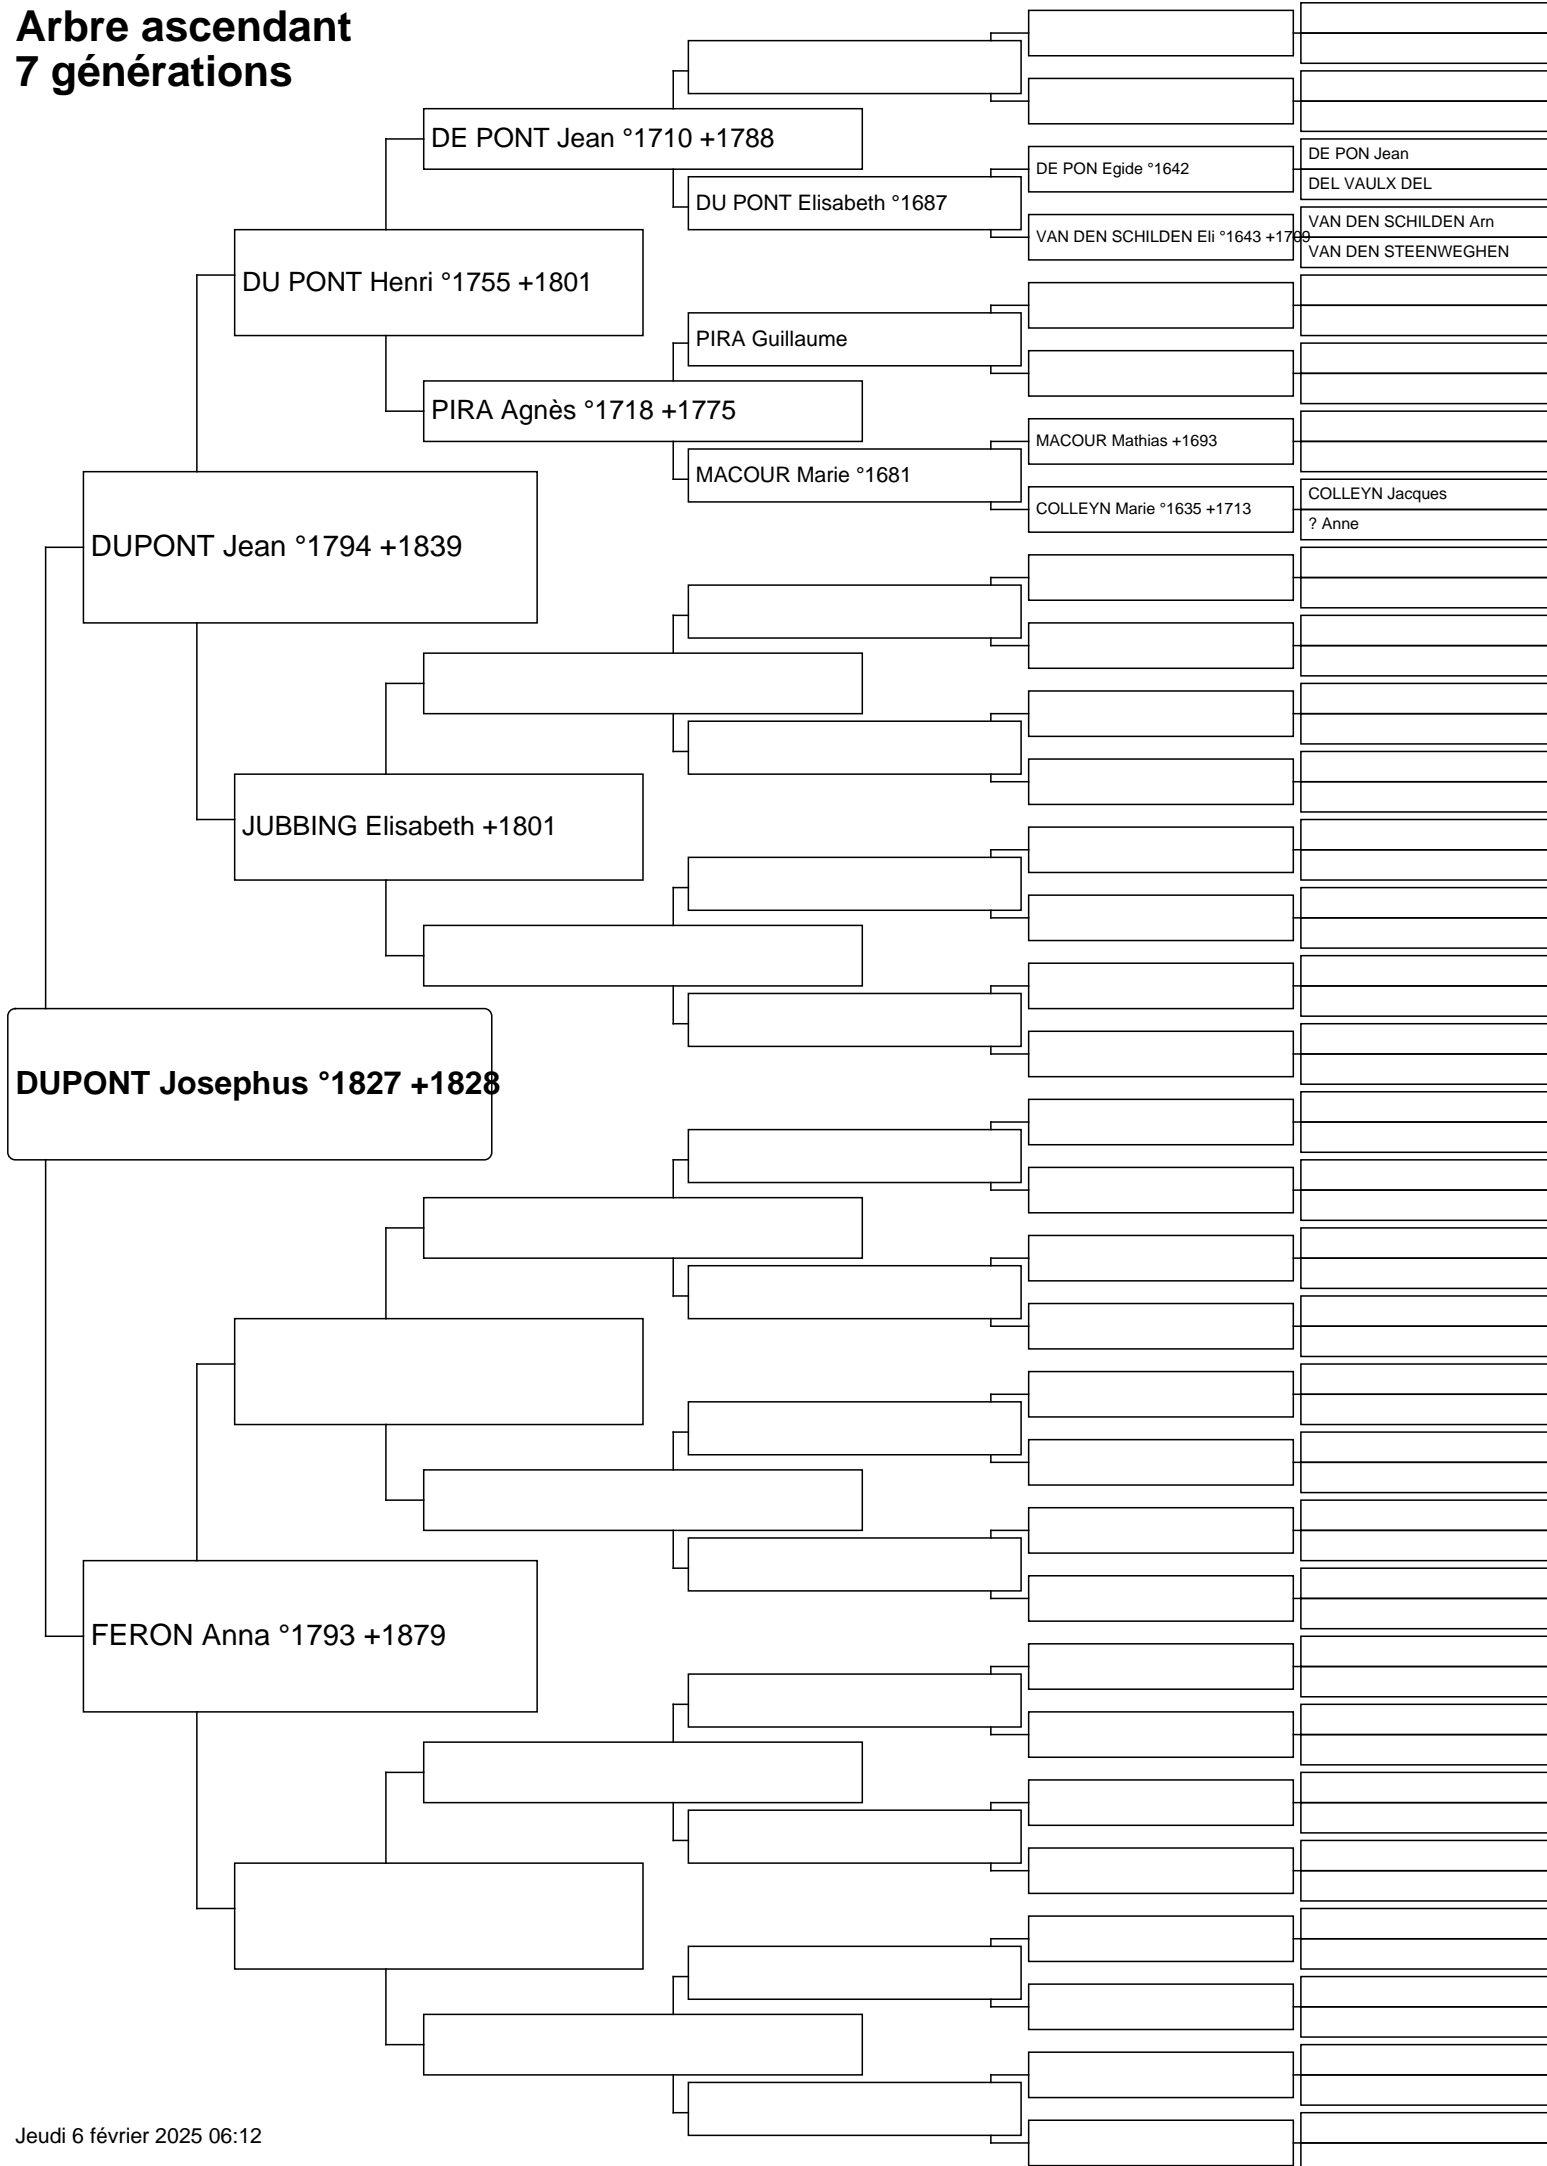 Arbre ascendant
7 générations
DE PONT Jean °1710 +1788
DE PON Egide °1642
DE PON Jean
DEL VAULX DEL
DU PONT Elisabeth °1687
VAN DEN SCHILDEN Eli °1643 +1709
VAN DEN SCHILDEN Arn
VAN DEN STEENWEGHEN
DU PONT Henri °1755 +1801
PIRA Guillaume
PIRA Agnès °1718 +1775
MACOUR Mathias +1693
MACOUR Marie °1681
COLLEYN Marie °1635 +1713
COLLEYN Jacques
? Anne
DUPONT Jean °1794 +1839
JUBBING Elisabeth +1801
DUPONT Josephus °1827 +1828
FERON Anna °1793 +1879
Jeudi 6 février 2025 06:12